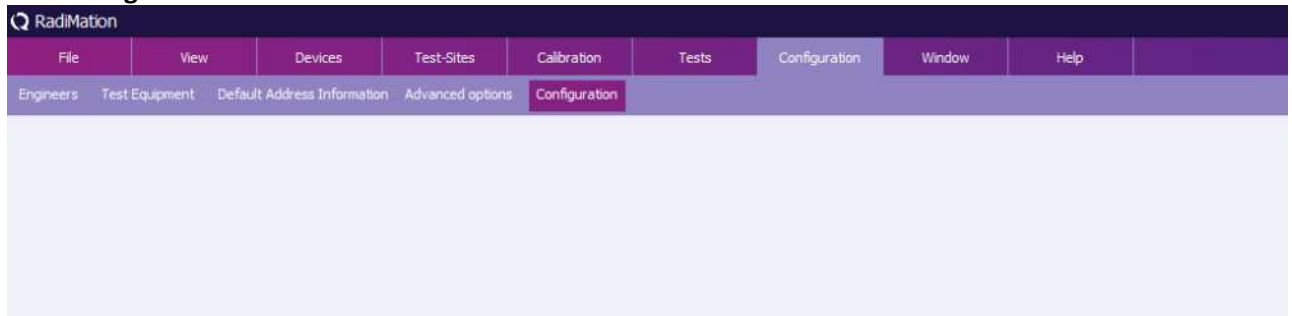 RadiMation
File View Devices Test-Sites Calibration Tests Configuration Window Help
Engineers Test Equipment Default Address Information Advanced options Configuration